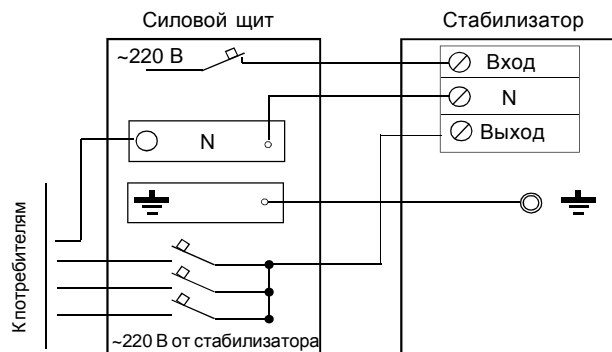 Силовой щит
Стабилизатор
~220 В
Вход
N
N
Выход
К потребителям
~220 В от стабилизатора